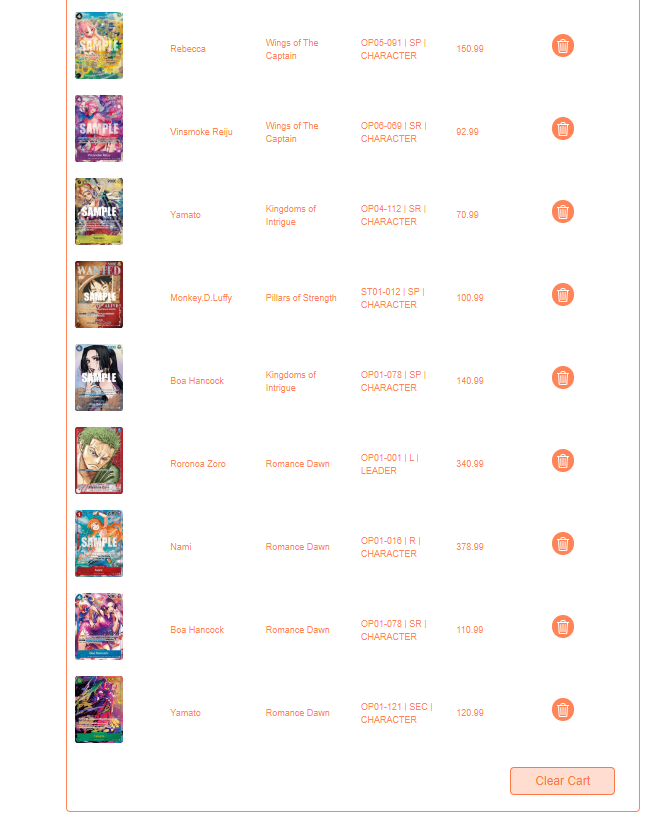 SAMPLE
Rebecca
Wings of The
Captain
OP05-091 | SP |
CHARACTER
150.99
SAMPLE
Vinsmoke Reiju
Wings of The
Captain
OP06-069 | SR |
CHARACTER
92.99
SAMPLE
Yamato
Kingdoms of
Intrigue
OP04-112 | SR |
CHARACTER
70.99
WANTED
SAMPLE
Monkey.D.Luffy
Pillars of Strength
ST01-012 | SP |
CHARACTER
100.99
SAMPLE
Boa Hancock
Kingdoms of
Intrigue
OP01-078 | SP |
CHARACTER
140.99
Roronoa Zoro
Romance Dawn
OP01-001 | L |
LEADER
340.99
SAMPLE
Nami
Romance Dawn
OP01-016 | R |
CHARACTER
378.99
Boa Hancock
Romance Dawn
OP01-078 | SR |
CHARACTER
110.99
Yamato
Romance Dawn
OP01-121 | SEC |
CHARACTER
120.99
Clear Cart